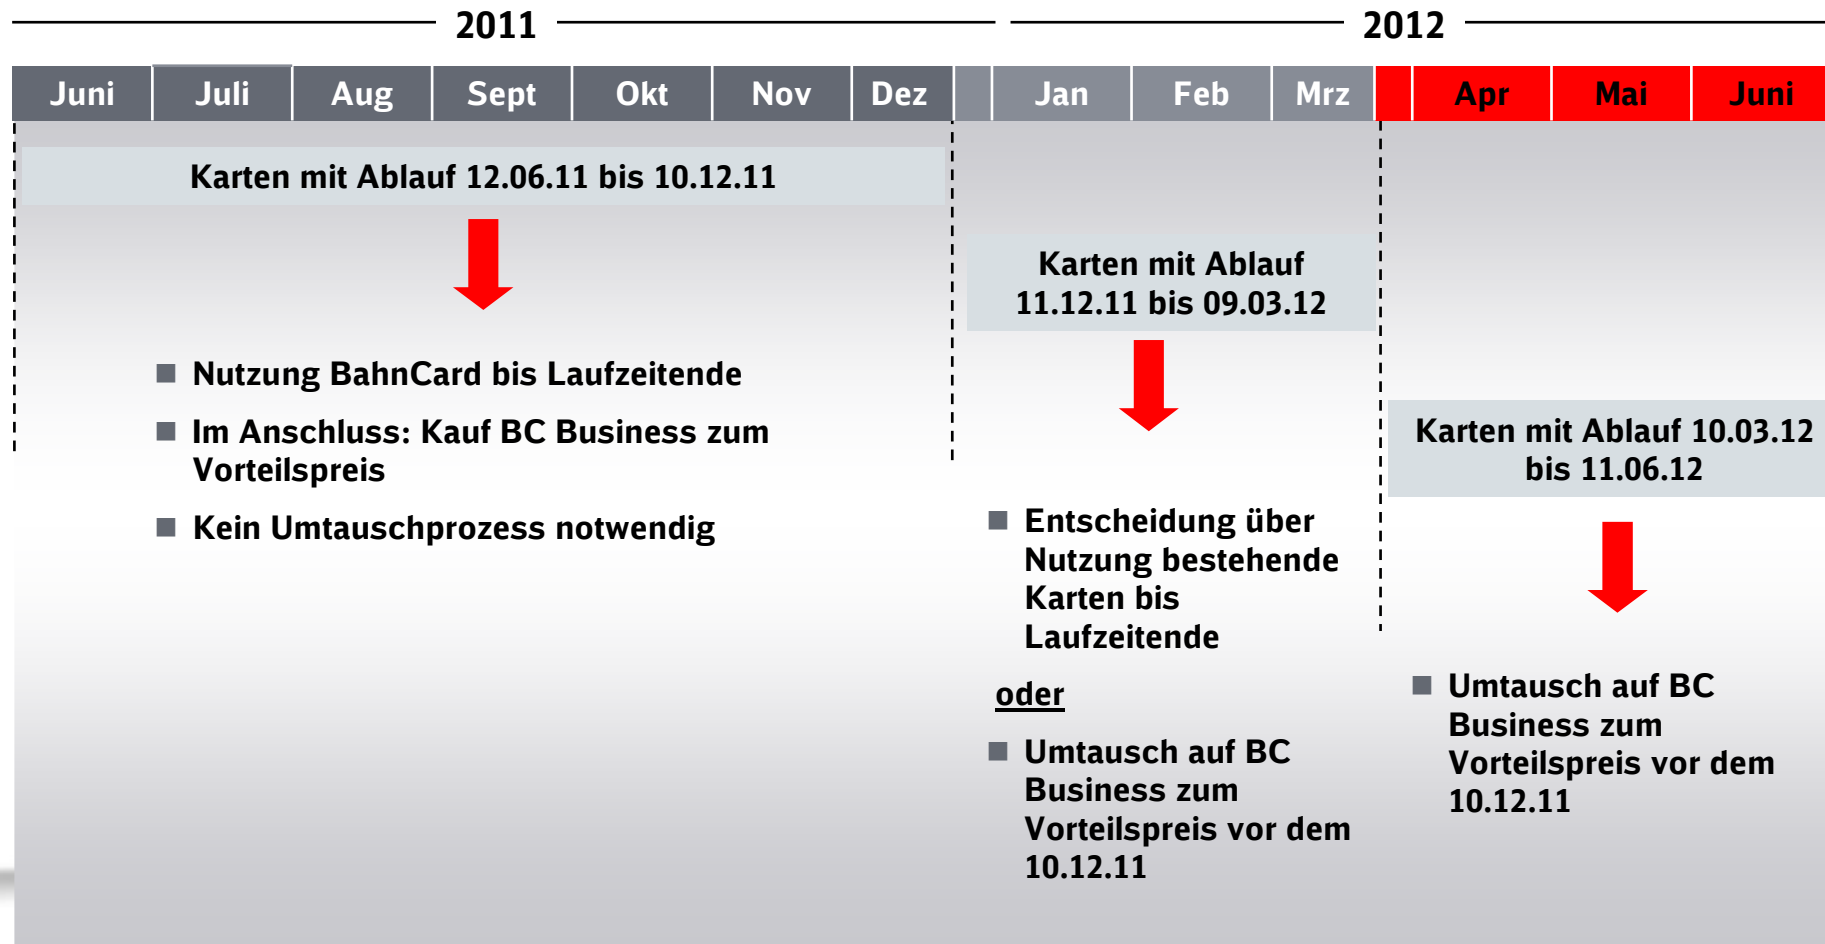 2011
2012
Juni Juli Aug Sept Okt Nov Dez Jan Feb Mrz Apr Mai Juni
Karten mit Ablauf 12.06.11 bis 10.12.11
Nutzung BahnCard bis Laufzeitende
Im Anschluss: Kauf BC Business zum
Vorteilspreis
Kein Umtauschprozess notwendig
Karten mit Ablauf
11.12.11 bis 09.03.12
Entscheidung über
Nutzung bestehende
Karten bis
Laufzeitende
oder
Umtausch auf BC
Business zum
Vorteilspreis vor dem
10.12.11
Karten mit Ablauf 10.03.12
bis 11.06.12
Umtausch auf BC
Business zum
Vorteilspreis vor dem
10.12.11